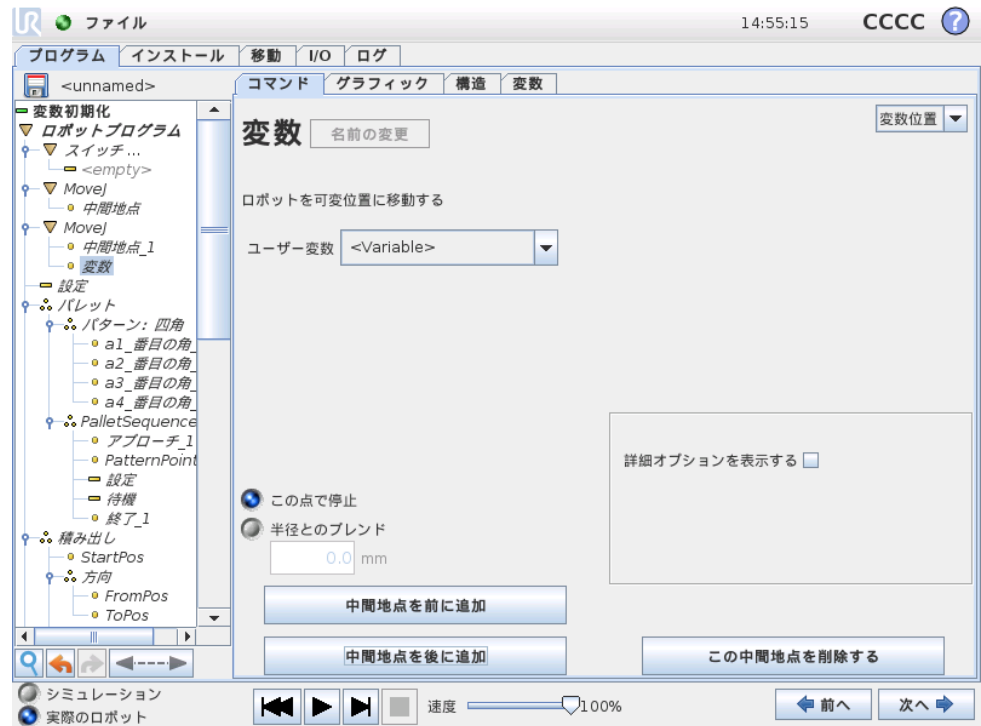 UR ファイル 14:55:15 CCCC ?
プログラム インストール 移動 I/O ログ
<unnamed>
コマンド グラフィック 構造 変数
変数初期化
ロボットプログラム
スイッチ ...
<empty>
MoveJ
中間地点
MoveJ
中間地点_1
変数
設定
パレット
パターン: 四角
a1_番目の角_
a2_番目の角_
a3_番目の角_
a4_番目の角_
PalletSequence
アプローチ_1
PatternPoint
設定
待機
終了_1
積み出し
StartPos
方向
FromPos
ToPos
変数 名前の変更
変数位置
ロボットを可変位置に移動する
ユーザー変数 <Variable>
詳細オプションを表示する
この点で停止
半径とのブレンド
0.0 mm
中間地点を前に追加
中間地点を後に追加
この中間地点を削除する
シミュレーション
実際のロボット
速度 100%
前へ 次へ